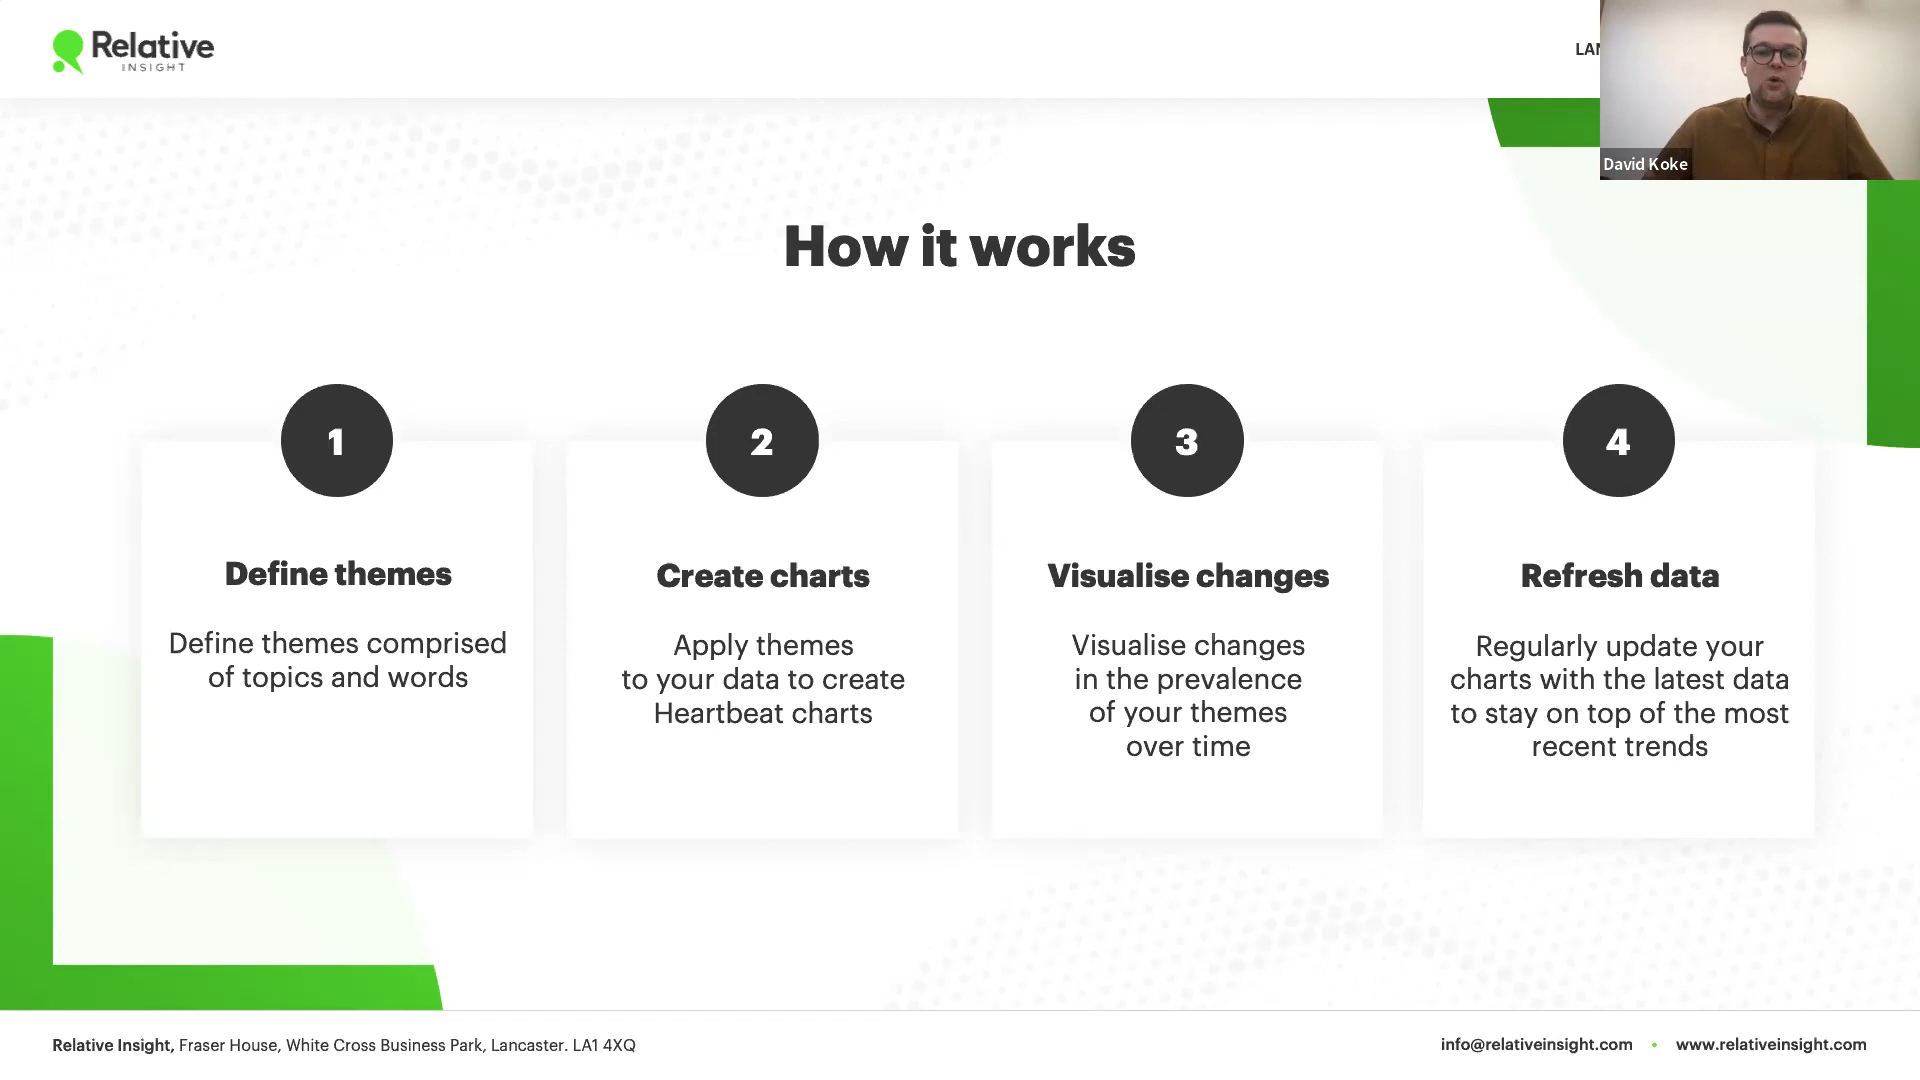 Relative
INSIGHT
David Koke
How it works
1
Define themes
Define themes comprised
of topics and words
2
Create charts
Apply themes
to your data to create
Heartbeat charts
3
Visualise changes
Visualise changes
in the prevalence
of your themes
over time
4
Refresh data
Regularly update your
charts with the latest data
to stay on top of the most
recent trends
Relative Insight, Fraser House, White Cross Business Park, Lancaster. LA1 4XQ
info@relativeinsight.com • www.relativeinsight.com